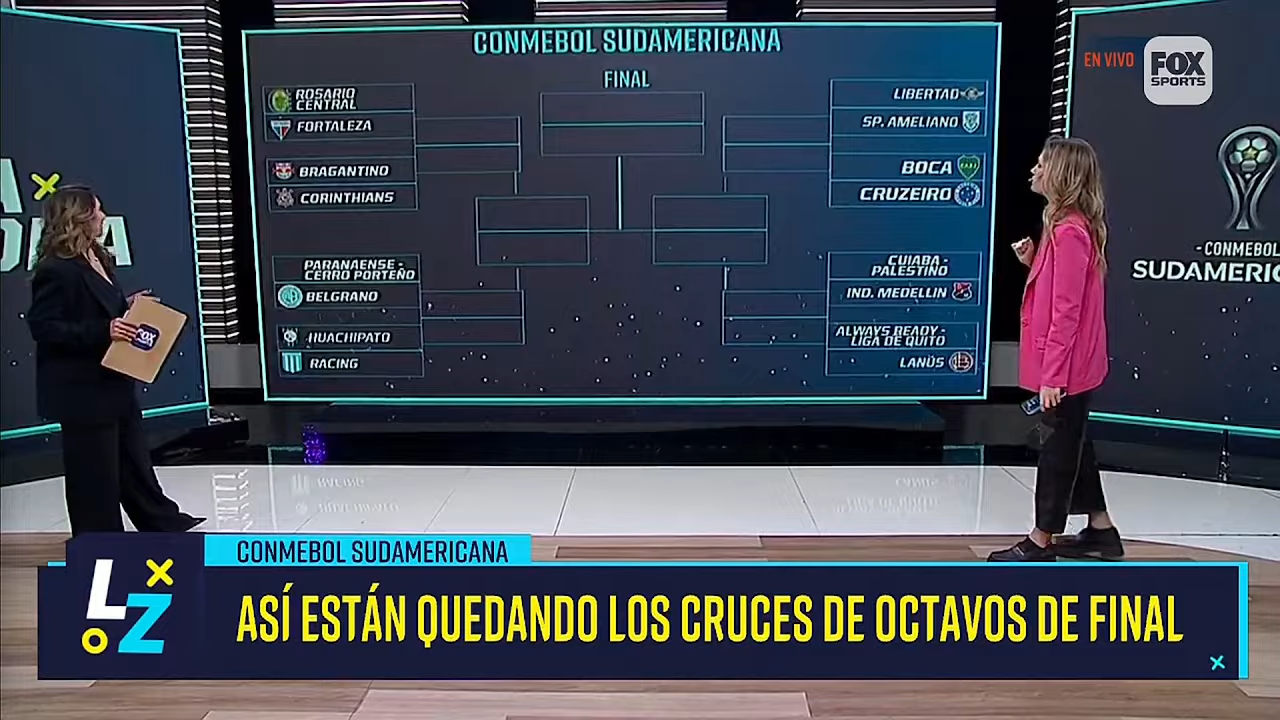 CONMEBOL SUDAMERICANA
FINAL
EN VIVO
FOX
SPORTS
ROSARIO
CENTRAL
FORTALEZA
BRAGANTINO
CORINTHIANS
PARANAENSE -
CERRO PORTEÑO
BELGRANO
HUACHIPATO
RACING
LIBERTAD
SP. AMELIANO
BOCA
CRUZEIRO
CUIABA -
PALESTINO
IND. MEDELLIN
ALWAYS READY -
LIGA DE QUITO
LANÚS
- CONMEBOL
SUDAMERIC
FOX
L
Z
CONMEBOL SUDAMERICANA
ASÍ ESTÁN QUEDANDO LOS CRUCES DE OCTAVOS DE FINAL